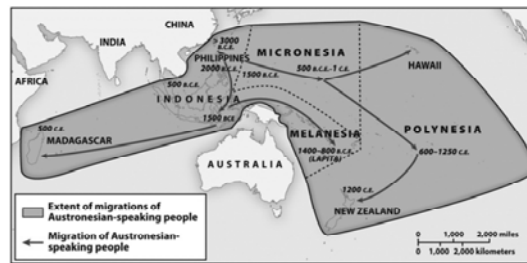 CHINA
INDIA
AFRICA
> 3000
B.C.E.
PHILIPPINES
2000 B.C.E.
MICRONESIA
1500 B.C.E.
500 B.C.E.-1 C.E.
HAWAII
500 B.C.E.
INDONESIA
1500 BCE
500 C.E.
MADAGASCAR
MELANESIA
1400–800 B.C.E.
(LAPITA)
POLYNESIA
600–1250 C.E.
AUSTRALIA
1200 C.E.
NEW ZEALAND
Extent of migrations of
Austronesian-speaking people
Migration of Austronesian-
speaking people
0 1,000 2,000 miles
0 1,000 2,000 kilometers